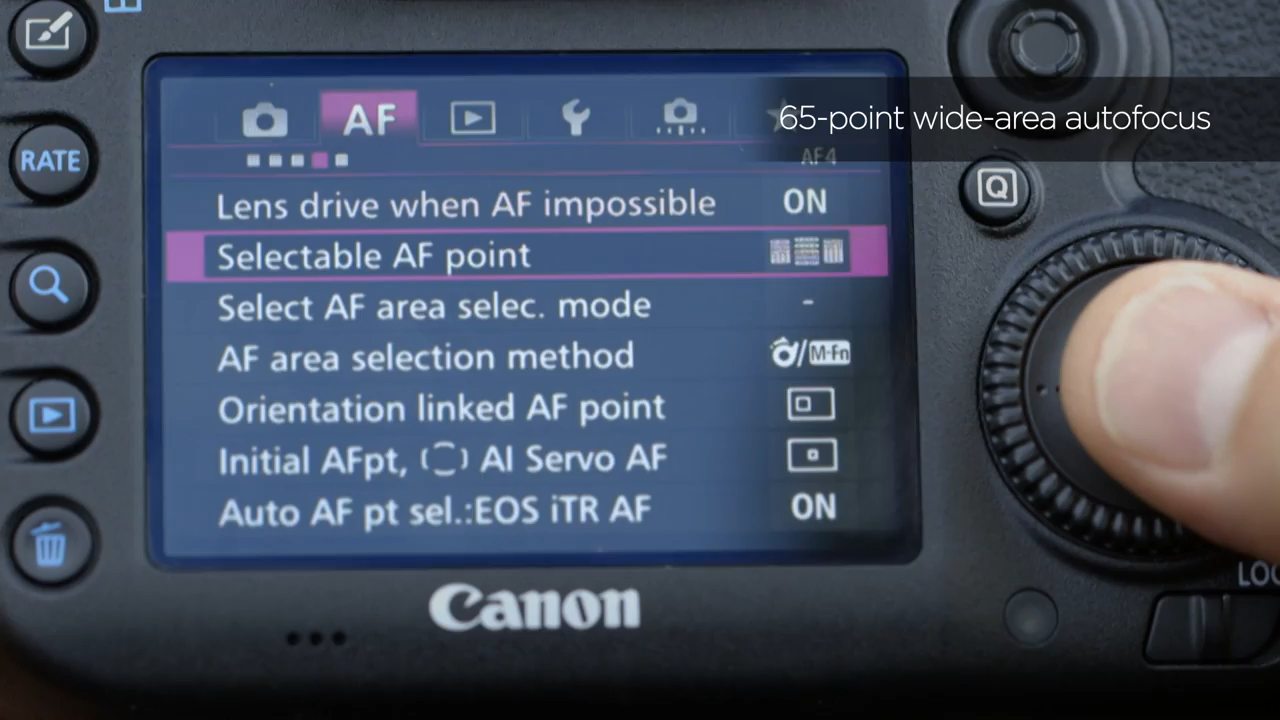 65-point wide-area autofocus
RATE
AF
AF4
Q
Lens drive when AF impossible ON
Selectable AF point
Select AF area selec. mode -
AF area selection method /M-Fn
Orientation linked AF point
Initial AFpt, AI Servo AF
Auto AF pt sel.:EOS iTR AF ON
Canon